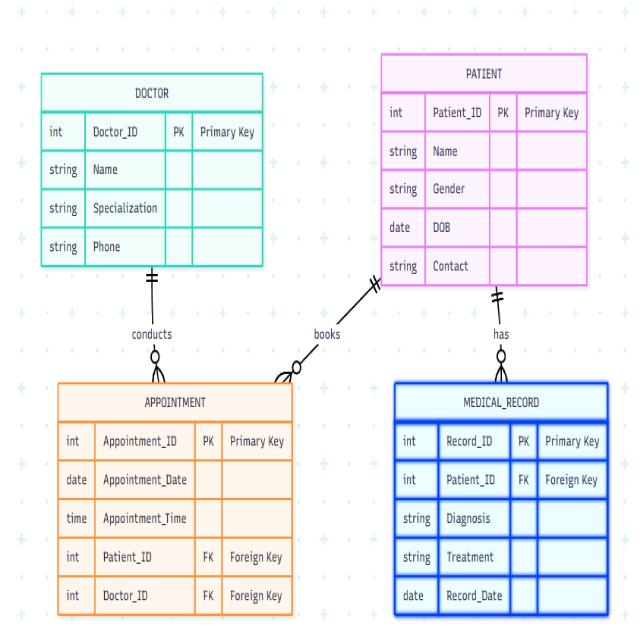 DOCTOR
int Doctor_ID PK Primary Key
string Name
string Specialization
string Phone
PATIENT
int Patient_ID PK Primary Key
string Name
string Gender
date DOB
string Contact
conducts
books
has
APPOINTMENT
int Appointment_ID PK Primary Key
date Appointment_Date
time Appointment_Time
int Patient_ID FK Foreign Key
int Doctor_ID FK Foreign Key
MEDICAL_RECORD
int Record_ID PK Primary Key
int Patient_ID FK Foreign Key
string Diagnosis
string Treatment
date Record_Date